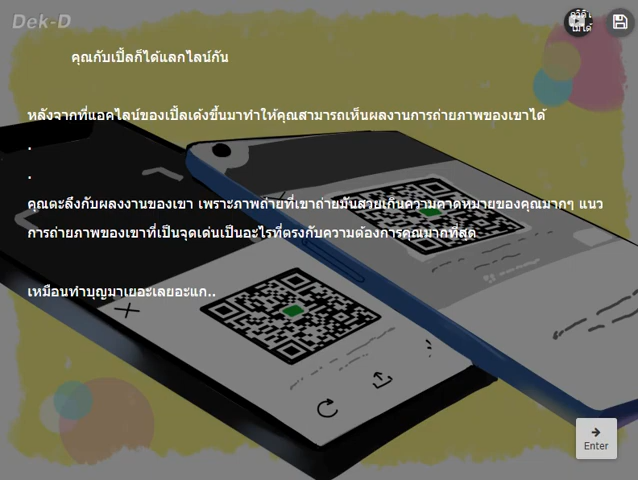 Dek-D
คุณกับเปิ้ลก็ได้แลกไลน์กัน
หลังจากที่แอคไลน์ของเปิ้ลเด้งขึ้นมาทำให้คุณสามารถเห็นผลงานการถ่ายภาพของเขาได้
.
.
คุณตะลึงกับผลงานของเขา เพราะภาพถ่ายที่เขาถ่ายมันสวยเกินความคาดหมายของคุณมากๆ แนว
การถ่ายภาพของเขาที่เป็นจุดเด่นเป็นอะไรที่ตรงกับความต้องการคุณมากที่สุด
เหมือนทำบุญมาเยอะเลยอะแก..
Enter